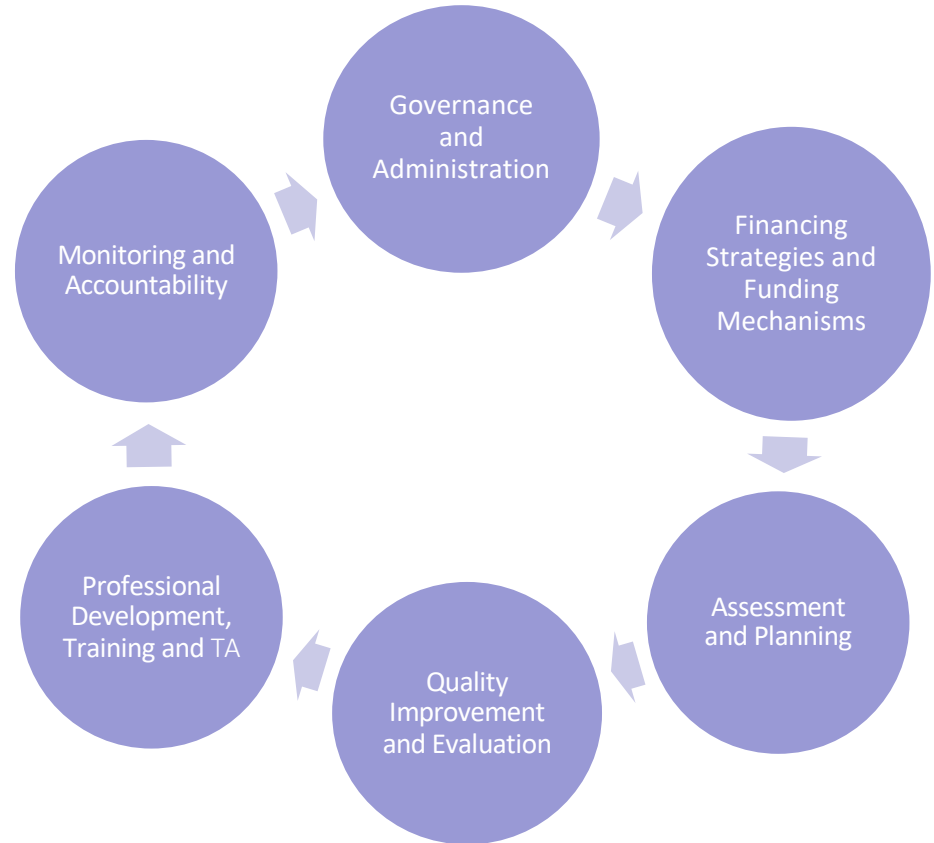 Governance
and
Administration
Financing
Strategies and
Funding
Mechanisms
Assessment
and Planning
Quality
Improvement
and Evaluation
Professional
Development,
Training and TA
Monitoring and
Accountability